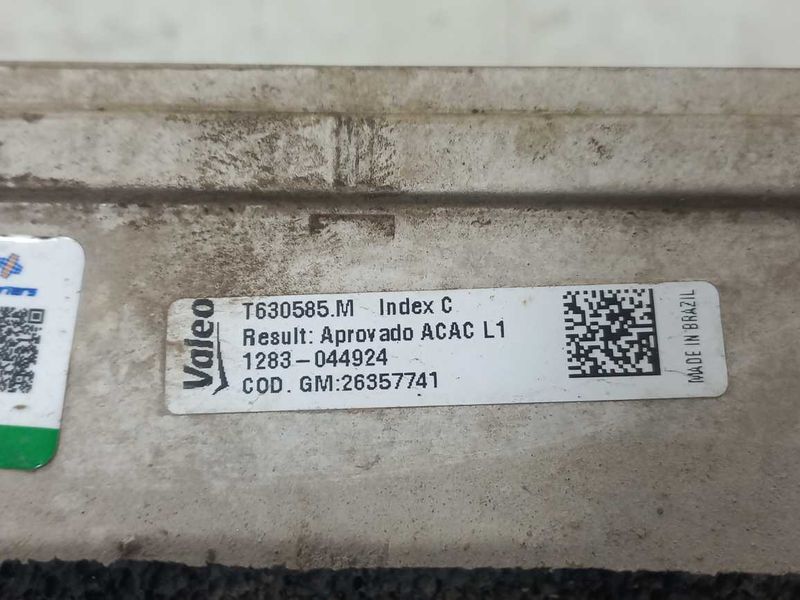 Valeo
T630585.M Index C
Result: Aprovado ACAC L1
1283-044924
COD. GM:26357741
MADE IN BRAZIL